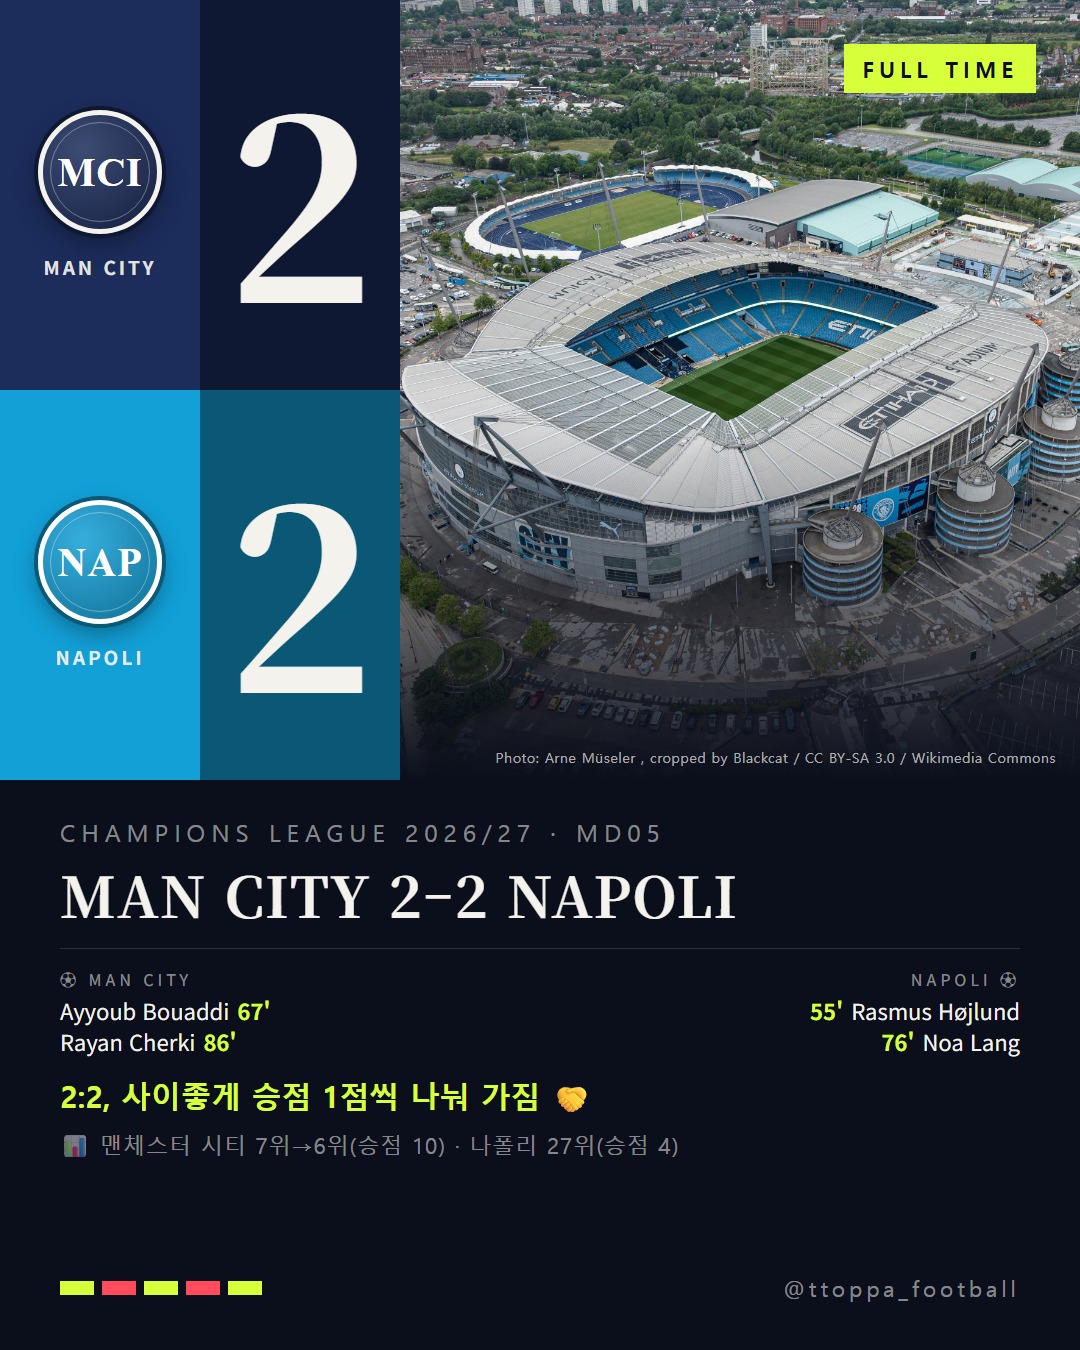 MCI
MAN CITY
2
NAP
NAPOLI
2
FULL TIME
ETIHAD
STADIUM
ETIHAD
Photo: Arne Müseler , cropped by Blackcat / CC BY-SA 3.0 / Wikimedia Commons
CHAMPIONS LEAGUE 2026/27 · MD05
MAN CITY 2–2 NAPOLI
⚽ MAN CITY
NAPOLI ⚽
Ayyoub Bouaddi 67'
55' Rasmus Højlund
Rayan Cherki 86'
76' Noa Lang
2:2, 사이좋게 승점 1점씩 나눠 가짐 🤝
📊 맨체스터 시티 7위→6위(승점 10) · 나폴리 27위(승점 4)
@ttoppa_football